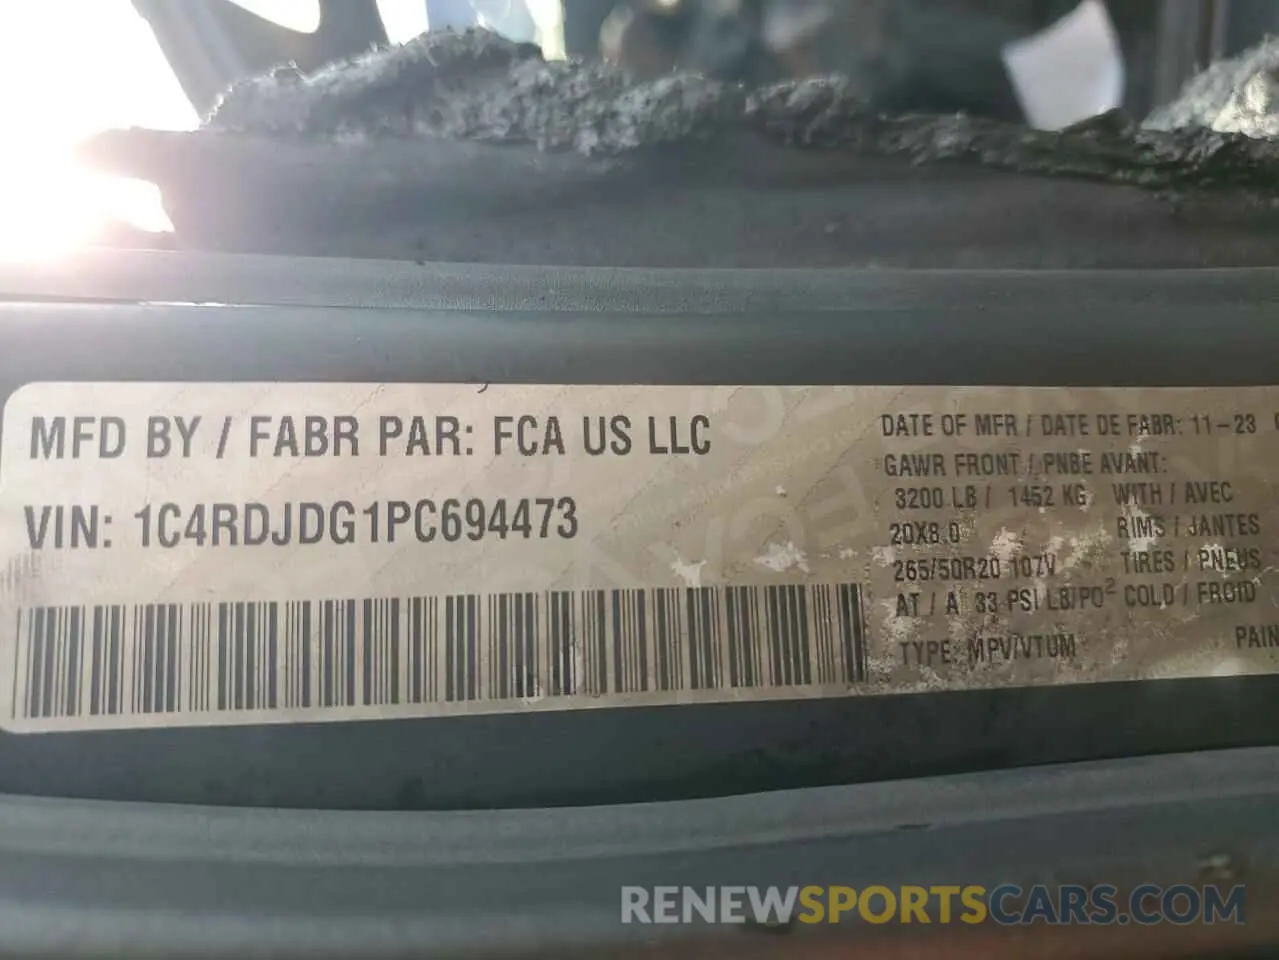 MFD BY / FABR PAR: FCA US LLC
VIN: 1C4RDJDG1PC694473
DATE OF MFR / DATE DE FABR: 11-23
GAWR FRONT / PNBE AVANT:
3200 LB / 1452 KG WITH / AVEC
20X8.0 RIMS / JANTES
265/50R20 107V TIRES / PNEUS
AT / A 33 PSI LB/PO² COLD / FROID
TYPE: MPV/VTUM PAIN
RENEWSPORTSCARS.COM